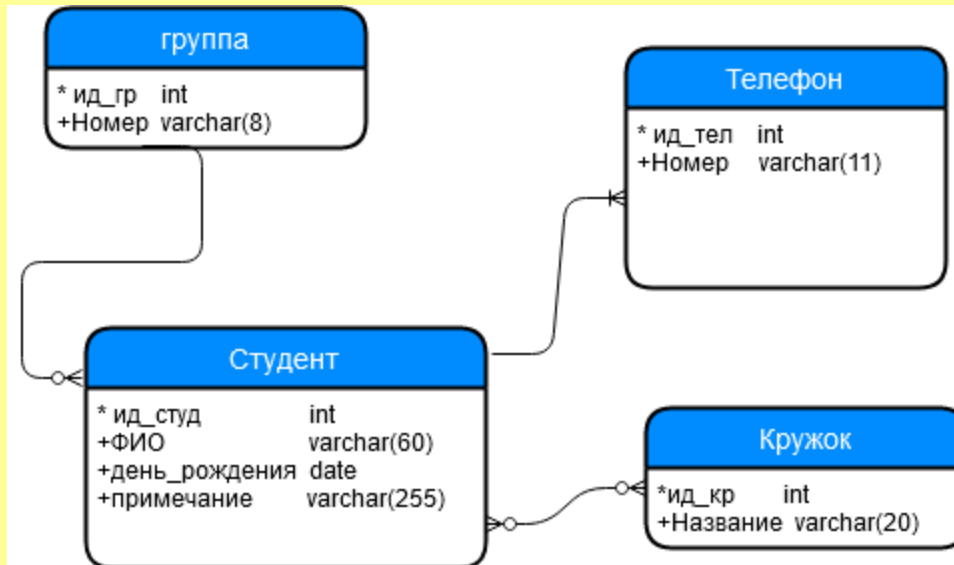 группа
* ид_гр int
+Номер varchar(8)
Телефон
* ид_тел int
+Номер varchar(11)
Студент
* ид_студ int
+ФИО varchar(60)
+день_рождения date
+примечание varchar(255)
Кружок
*ид_кр int
+Название varchar(20)